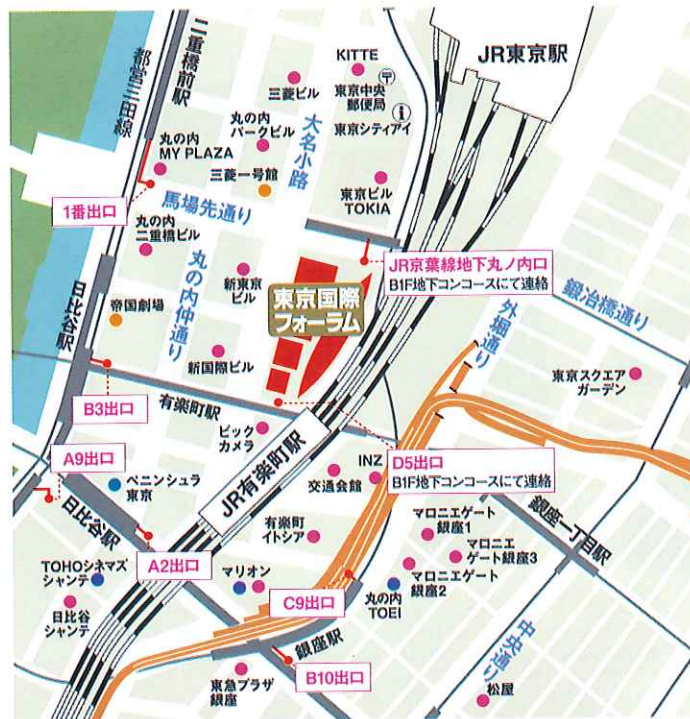 KITTE
JR東京駅
二重橋前駅
都営三田線
三菱ビル
東京中央
郵便局
〒
i
東京シティアイ
大名小路
丸の内
パークビル
丸の内
MY PLAZA
三菱一号館
東京ビル
TOKIA
1番出口
馬場先通り
丸の内
二重橋ビル
丸の内仲通り
新東京
ビル
東京国際
フォーラム
JR京葉線地下丸ノ内口
B1F地下コンコースにて連絡
外堀通り
鍛冶橋通り
日比谷駅
帝国劇場
新国際ビル
東京スクエア
ガーデン
B3出口
有楽町駅
ビック
カメラ
JR有楽町駅
A9出口
ペニンシュラ
東京
INZ
交通会館
D5出口
B1F地下コンコースにて連絡
日比谷駅
有楽町
イトシア
マロニエゲート
銀座1
マロニエ
ゲート銀座3
マロニエゲート
銀座2
銀座一丁目駅
TOHOシネマズ
シャンテ
A2出口
マリオン
C9出口
丸の内
TOEI
日比谷
シャンテ
銀座駅
中央通り
東急プラザ
銀座
B10出口
松屋